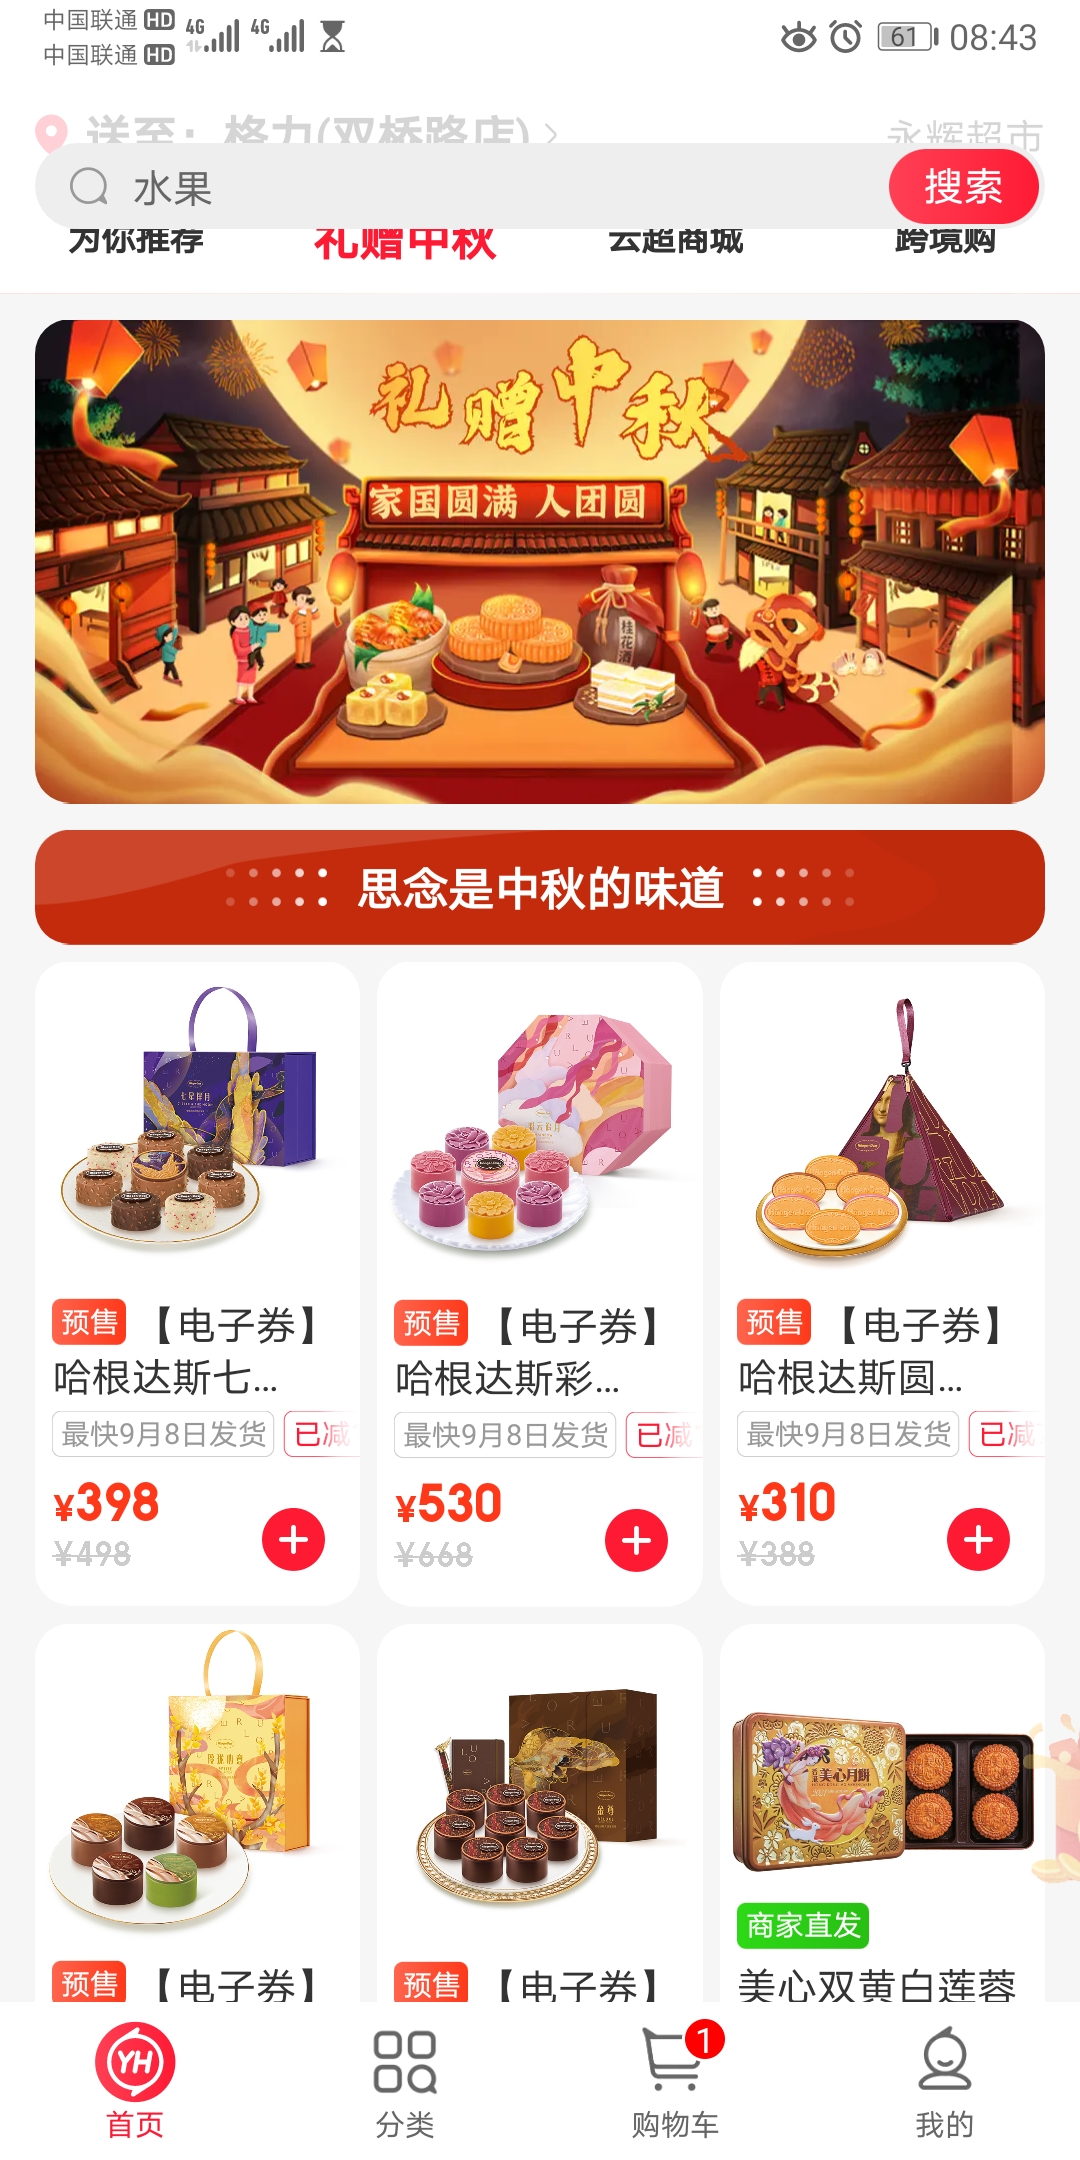 中国联通 HD 4G 4G 61 08:43
中国联通 HD
送至：格力(双桥路店) 永辉超市
水果 搜索
为你推荐 礼赠中秋 云超商城 跨境购
礼赠中秋
家国圆满 人团圆
桂花酒
思念是中秋的味道
预售 【电子券】 预售 【电子券】 预售 【电子券】
哈根达斯七... 哈根达斯彩... 哈根达斯圆...
最快9月8日发货 已减 最快9月8日发货 已减 最快9月8日发货 已减
¥398 ¥530 ¥310
¥498 ¥668 ¥388
美心月饼
商家直发
预售 【电子券】 预售 【电子券】 美心双黄白莲蓉
YH 1
首页 分类 购物车 我的